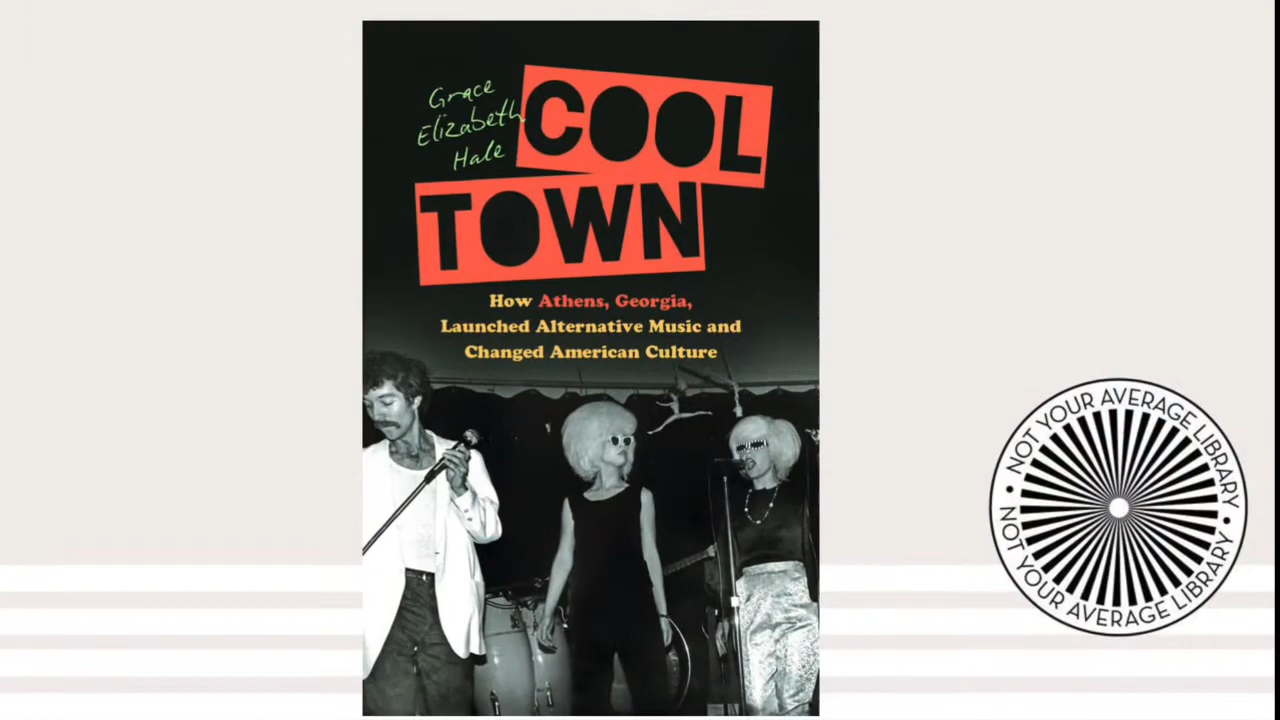 Grace
Elizabeth
Hale
COOL
TOWN
How Athens, Georgia,
Launched Alternative Music and
Changed American Culture
NOT YOUR AVERAGE LIBRARY •
NOT YOUR AVERAGE LIBRARY •